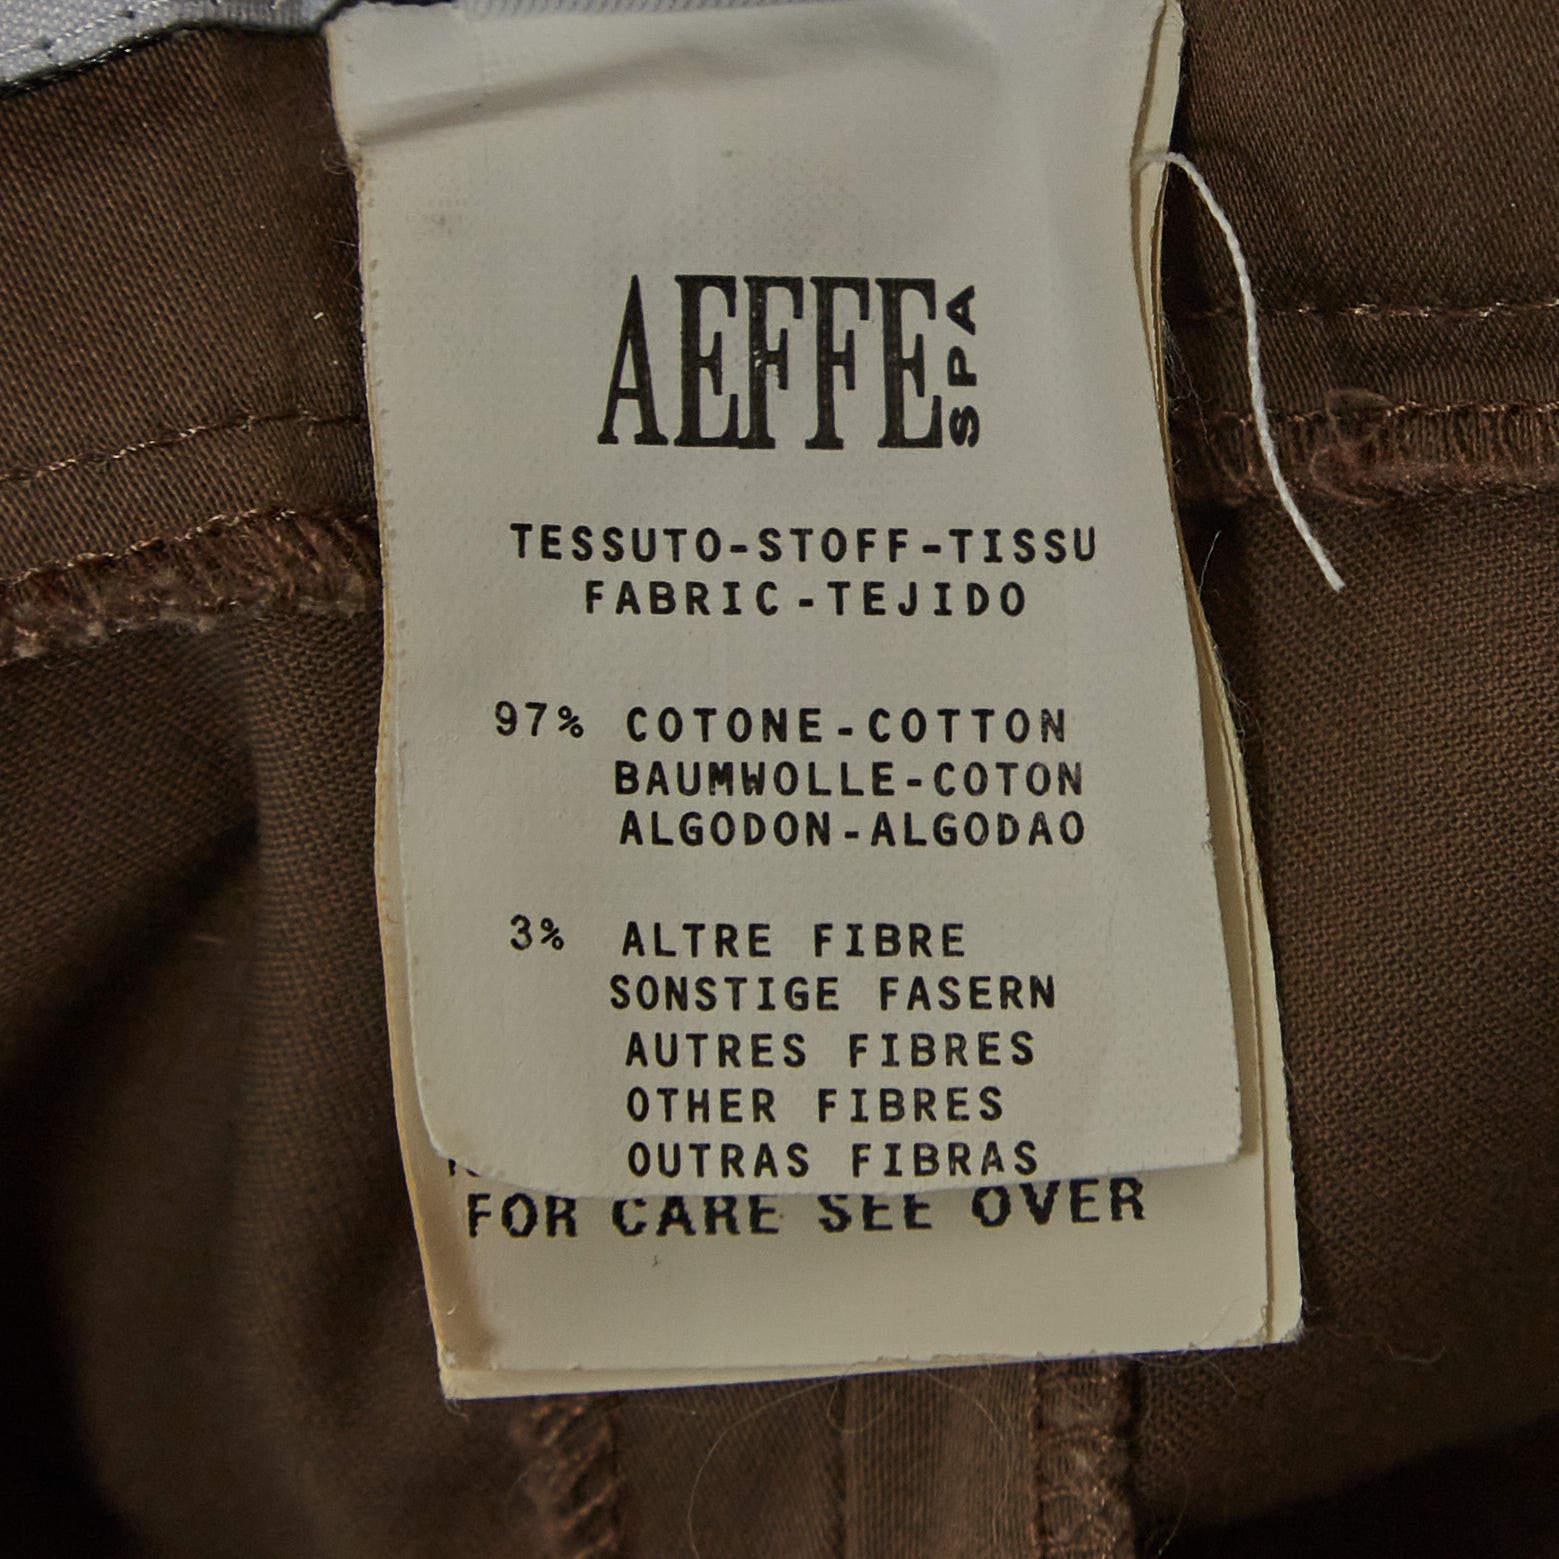 AEFFE SPA
TESSUTO-STOFF-TISSU
FABRIC-TEJIDO
97% COTONE-COTTON
BAUMWOLLE-COTON
ALGODON-ALGODAO
3% ALTRE FIBRE
SONSTIGE FASERN
AUTRES FIBRES
OTHER FIBRES
OUTRAS FIBRAS
FOR CARE SEE OVER